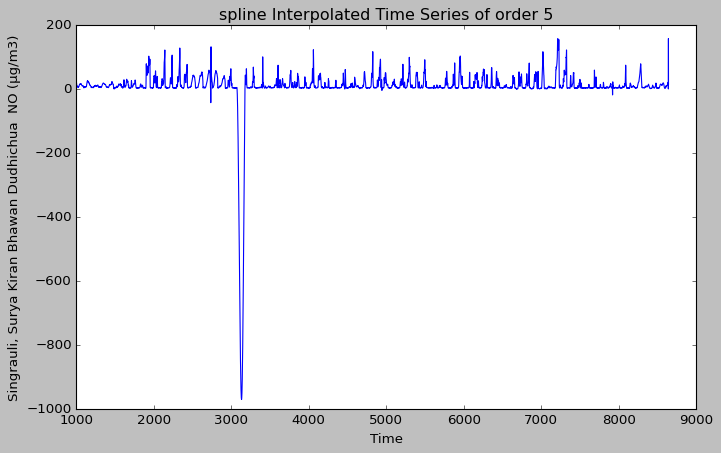 spline Interpolated Time Series of order 5
Singrauli, Surya Kiran Bhawan Dudhichua  NO (µg/m3)
200
0
−200
−400
−600
−800
−1000
1000 2000 3000 4000 5000 6000 7000 8000 9000
Time